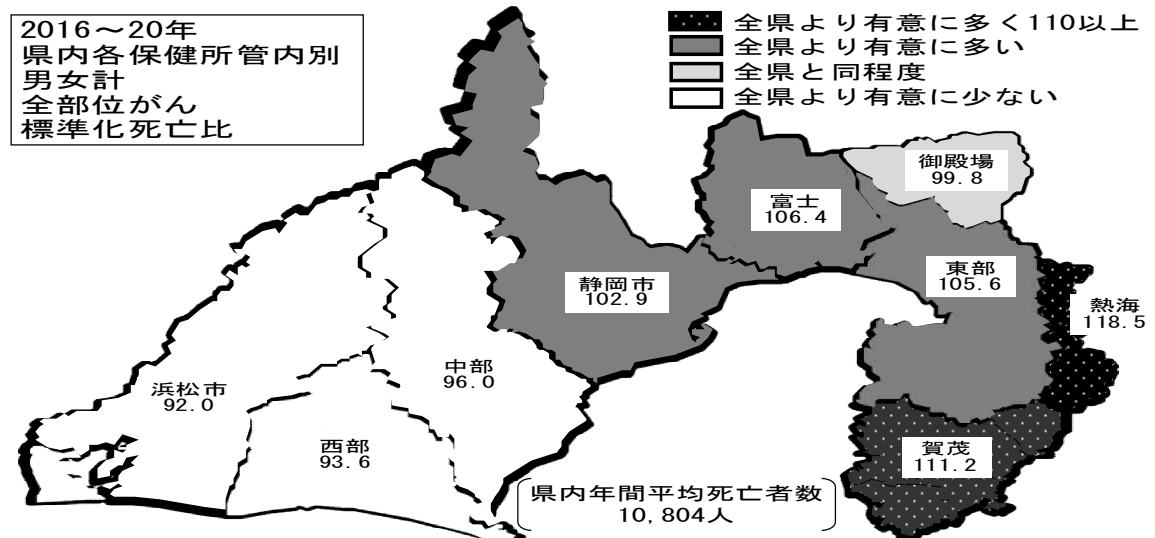 2016～20年
県内各保健所管内別
男女計
全部位がん
標準化死亡比
全県より有意に多く110以上
全県より有意に多い
全県と同程度
全県より有意に少ない
御殿場
99.8
富士
106.4
東部
105.6
熱海
118.5
静岡市
102.9
中部
96.0
浜松市
92.0
西部
93.6
賀茂
111.2
県内年間平均死亡者数
10,804人